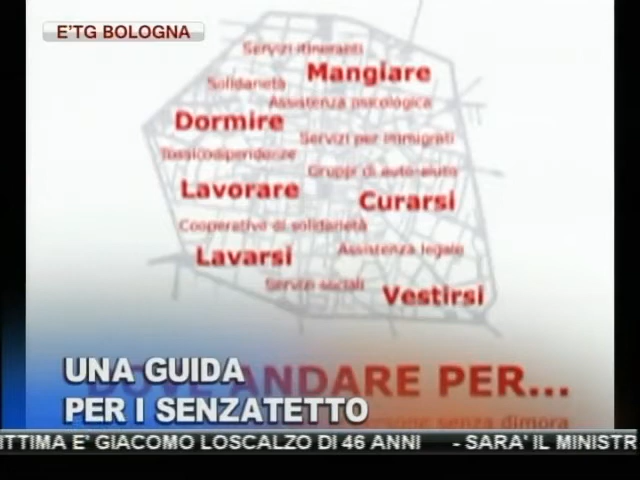 E'TG BOLOGNA
Servizi itineranti
Mangiare
Solidarietà
Assistenza psicologica
Dormire
Servizi per immigrati
Tossicodipendenze
Gruppi di auto-aiuto
Lavorare
Curarsi
Cooperative di solidarietà
Assistenza legale
Lavarsi
Servizi sociali
Vestirsi
ANDARE PER...
senza dimora
UNA GUIDA
PER I SENZATETTO
ITTIMA E' GIACOMO LOSCALZO DI 46 ANNI - SARA' IL MINISTR